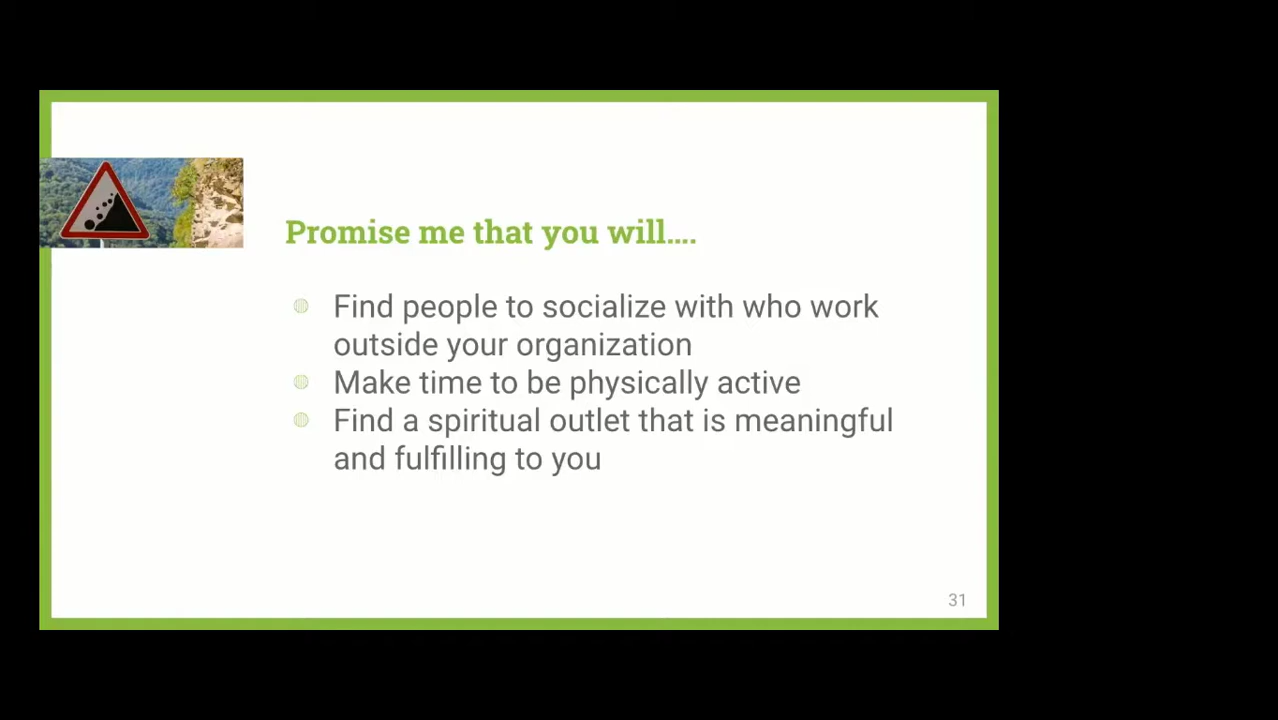 Promise me that you will....
Find people to socialize with who work
outside your organization
Make time to be physically active
Find a spiritual outlet that is meaningful
and fulfilling to you
31